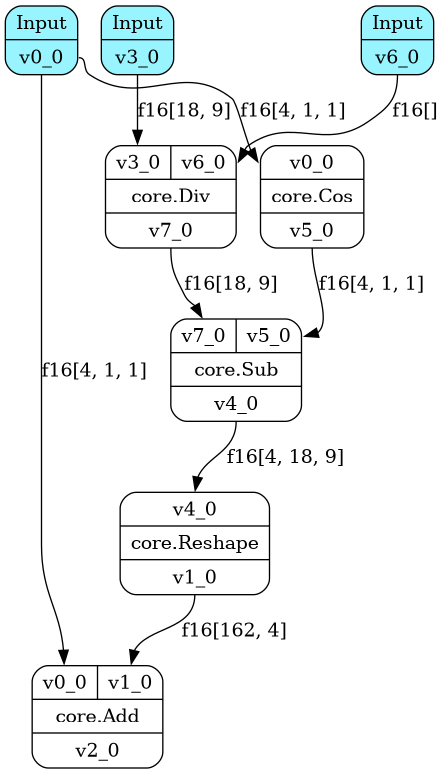 Input
v0_0
Input
v3_0
Input
v6_0
f16[18, 9]
f16[4, 1, 1]
f16[]
v3_0
v6_0
core.Div
v7_0
v0_0
core.Cos
v5_0
f16[18, 9]
f16[4, 1, 1]
v7_0
v5_0
core.Sub
v4_0
f16[4, 1, 1]
f16[4, 18, 9]
v4_0
core.Reshape
v1_0
f16[162, 4]
v0_0
v1_0
core.Add
v2_0